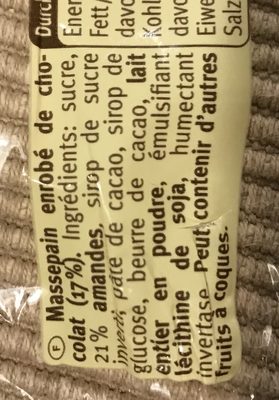 Durch
Ener
Fett/
davo
Kohl
davo
Eiwe
Salz
F Massepain enrobé de cho-
colat (17%). Ingrédients: sucre,
21% amandes, sirop de sucre
inverti, pâte de cacao, sirop de
glucose, beurre de cacao, lait
entier en poudre, émulsifiant
lécithine de soja, humectant
invertase. Peut contenir d'autres
fruits à coques.